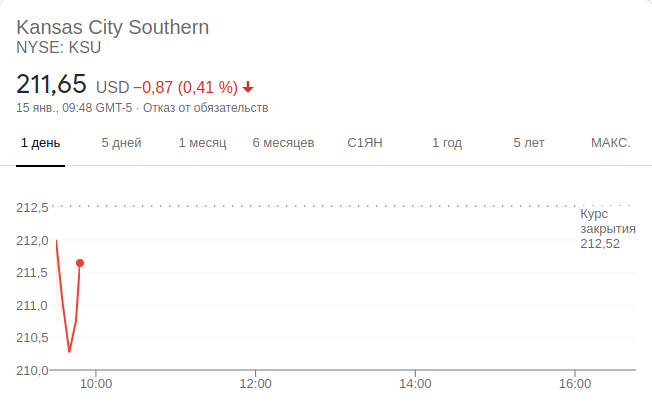 Kansas City Southern
NYSE: KSU
211,65 USD −0,87 (0,41 %)
15 янв., 09:48 GMT-5 · Отказ от обязательств
1 день 5 дней 1 месяц 6 месяцев С1ЯН 1 год 5 лет МАКС.
212,5
Курс
закрытия
212,52
212,0
211,5
211,0
210,5
210,0
10:00 12:00 14:00 16:00